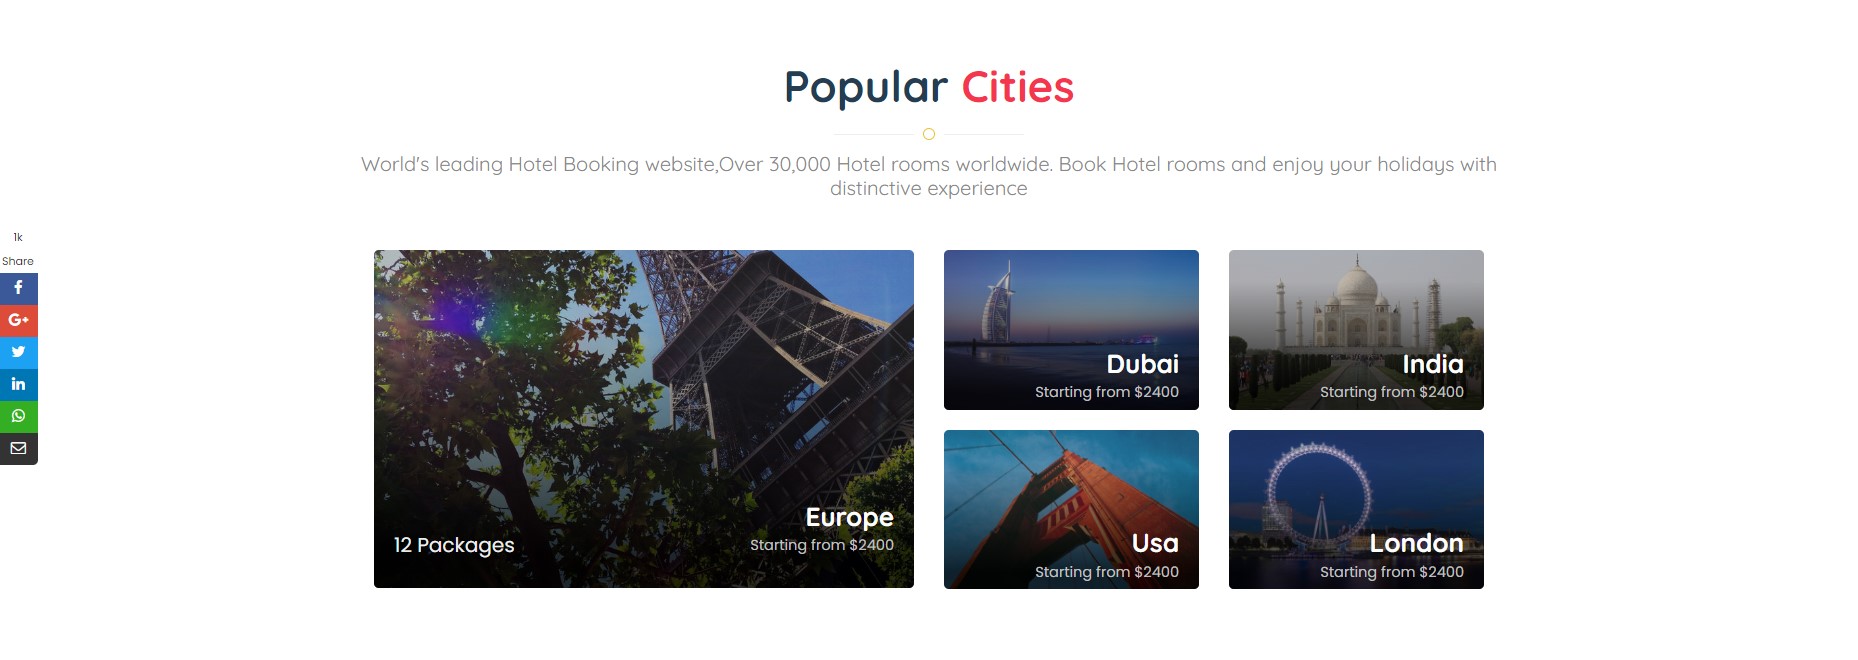 Popular Cities
World's leading Hotel Booking website,Over 30,000 Hotel rooms worldwide. Book Hotel rooms and enjoy your holidays with
distinctive experience
1k
Share
12 Packages
Europe
Starting from $2400
Dubai
Starting from $2400
India
Starting from $2400
Usa
Starting from $2400
London
Starting from $2400